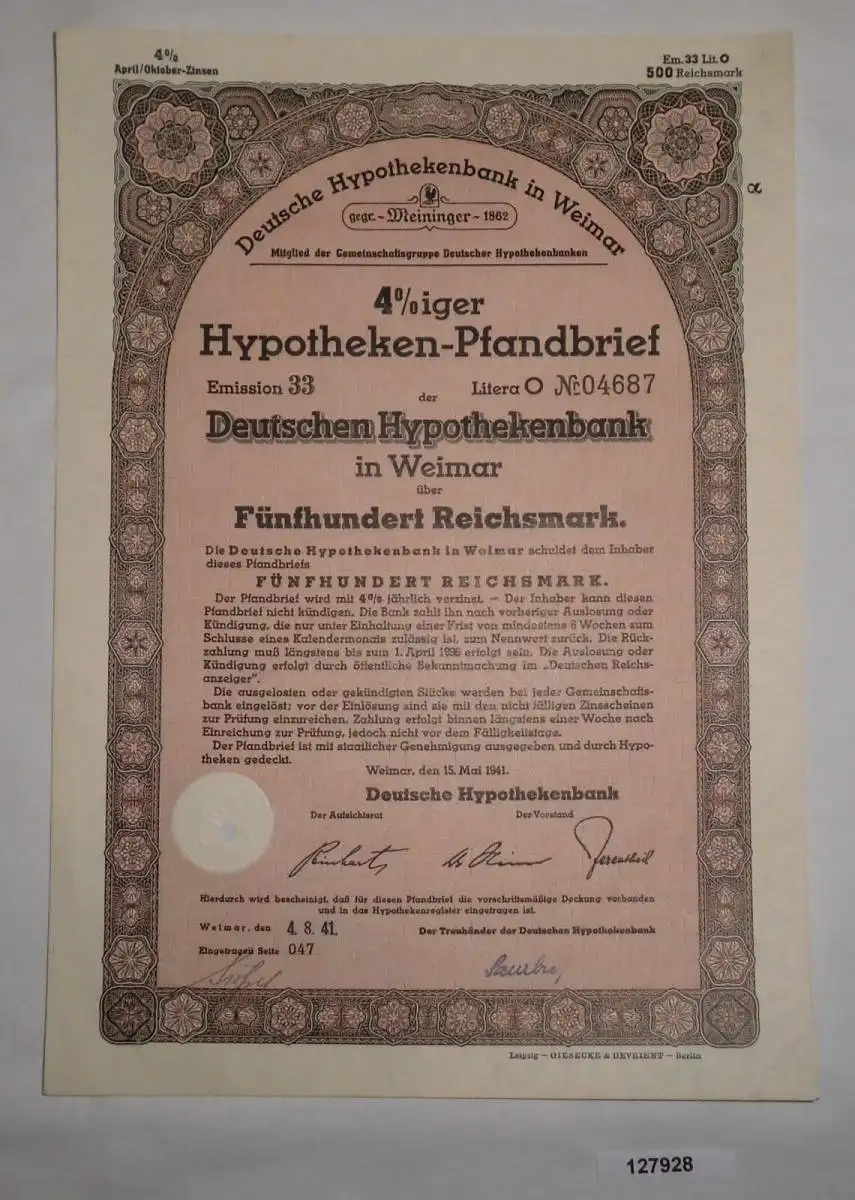 4%
April/Oktober-Zinsen
Em. 33 Lit. O
500 Reichsmark
α
Deutsche Hypothekenbank in Weimar
gegr. - Meininger - 1862
Mitglied der Gemeinschaftsgruppe Deutscher Hypothekenbanken
4%iger
Hypotheken-Pfandbrief
Emission 33
Litera O № 04687
der
Deutschen Hypothekenbank
in Weimar
über
Fünfhundert Reichsmark.
Die Deutsche Hypothekenbank in Weimar schuldet dem Inhaber
dieses Pfandbriefs
FÜNFHUNDERT REICHSMARK.
Der Pfandbrief wird mit 4% jährlich verzinst. — Der Inhaber kann diesen
Pfandbrief nicht kündigen. Die Bank zahlt ihn nach vorheriger Auslosung oder
Kündigung, die nur unter Einhaltung einer Frist von mindestens 6 Wochen zum
Schlusse eines Kalendermonats zulässig ist, zum Nennwert zurück. Die Rück-
zahlung muß längstens bis zum 1. April erfolgt sein. Die Auslosung oder
Kündigung erfolgt durch öffentliche Bekanntmachung im „Deutschen Reichs-
anzeiger".
Die ausgelosten oder gekündigten Stücke werden bei jeder Gemeinschafts-
bank eingelöst; vor der Einlösung sind sie mit den nicht fälligen Zinsscheinen
zur Prüfung einzureichen. Zahlung erfolgt binnen längstens einer Woche nach
Einreichung zur Prüfung, jedoch nicht vor dem Fälligkeitstage.
Der Pfandbrief ist mit staatlicher Genehmigung ausgegeben und durch Hypo-
theken gedeckt.
Weimar, den 15. Mai 1941.
Deutsche Hypothekenbank
Der Aufsichtsrat
Der Vorstand
Hierdurch wird bescheinigt, daß für diesen Pfandbrief die vorschriftsmäßige Deckung vorhanden
und in das Hypothekenregister eingetragen ist.
Weimar, den 4. 8. 41.
Der Treuhänder der Deutschen Hypothekenbank
Eingetragen Seite 047
Leipzig — GIESECKE & DEVRIENT — Berlin
127928